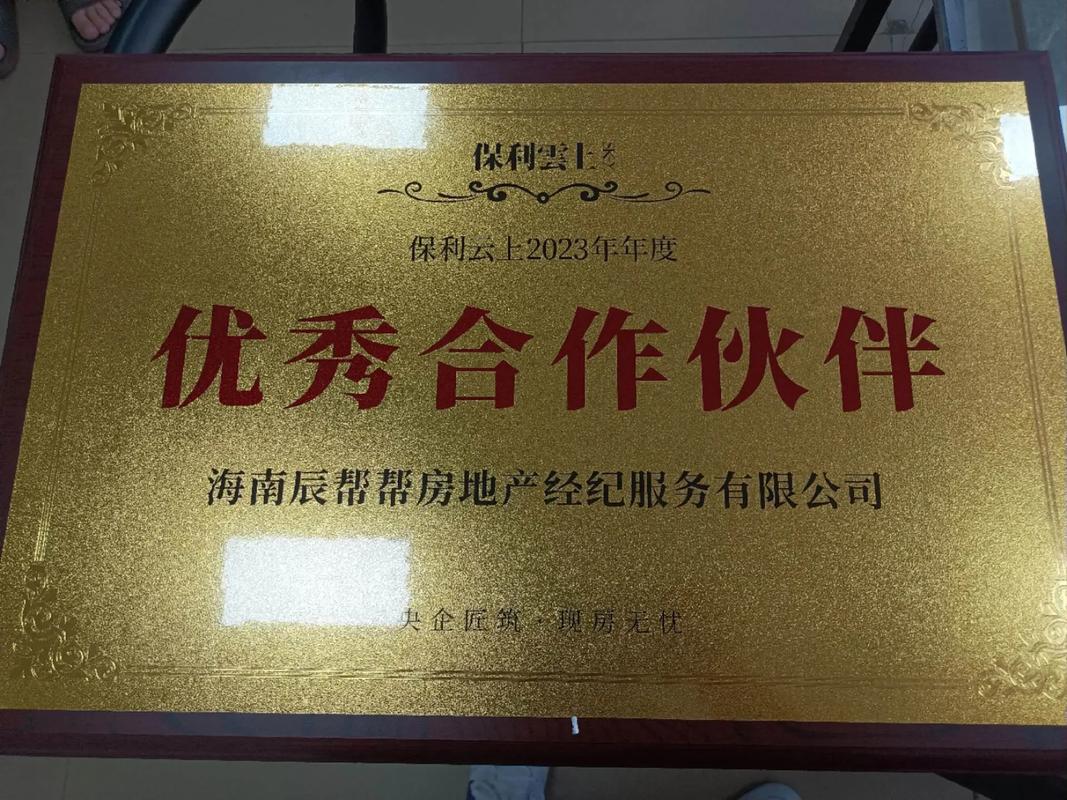 保利雲上
保利云上2023年年度
优秀合作伙伴
海南辰帮帮房地产经纪服务有限公司
央企匠筑·现房无忧